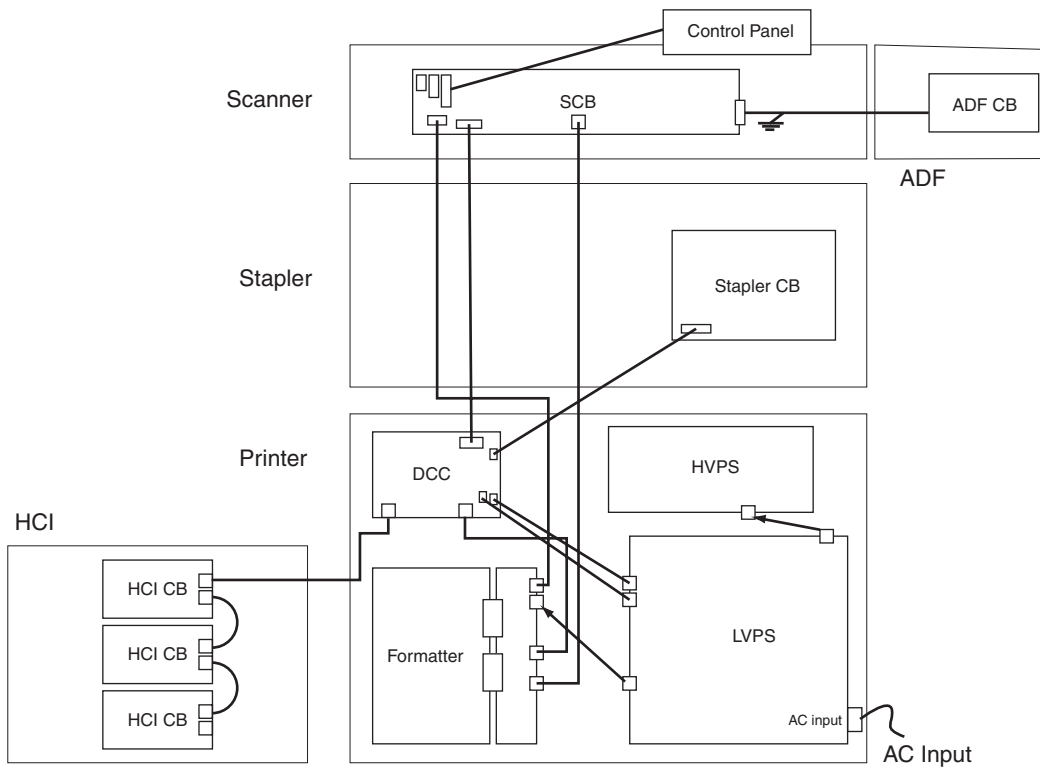 Control Panel
Scanner
SCB
ADF CB
ADF
Stapler
Stapler CB
Printer
DCC
HVPS
HCI
HCI CB
HCI CB
HCI CB
Formatter
LVPS
AC input
AC Input